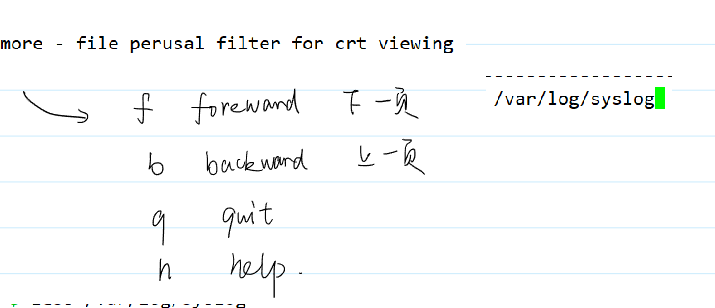 more - file perusal filter for crt viewing
------------------
/var/log/syslog
f foreward 下一页
b backward 上一页
q quit
h help.